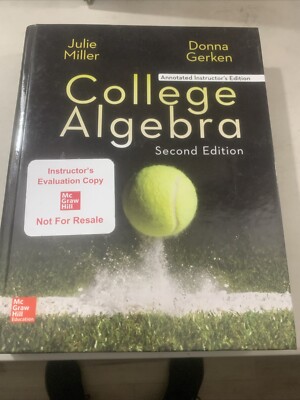 Julie
Miller
Donna
Gerken
Annotated Instructor's Edition
College
Algebra
Second Edition
Instructor's
Evaluation Copy
Mc
Graw
Hill
Not For Resale
Mc
Graw
Hill
Education